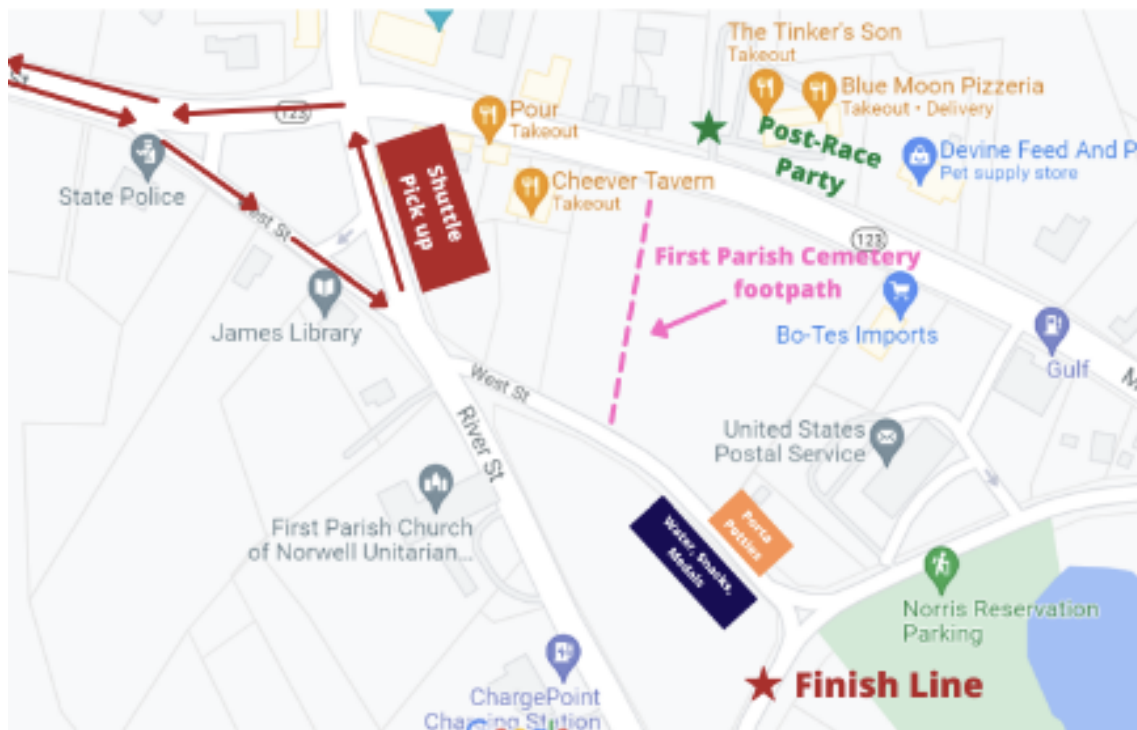 The Tinker's Son
Takeout
Blue Moon Pizzeria
Takeout • Delivery
123
Pour
Takeout
Post-Race
Party
Devine Feed And P
Pet supply store
State Police
Shuttle
Pick up
Cheever Tavern
Takeout
est St
123
First Parish Cemetery
footpath
James Library
Bo-Tes Imports
Gulf
West St
River St
United States
Postal Service
First Parish Church
of Norwell Unitarian...
Porta
Potties
Water, Snacks,
Medals
Norris Reservation
Parking
Finish Line
ChargePoint
Charging Station